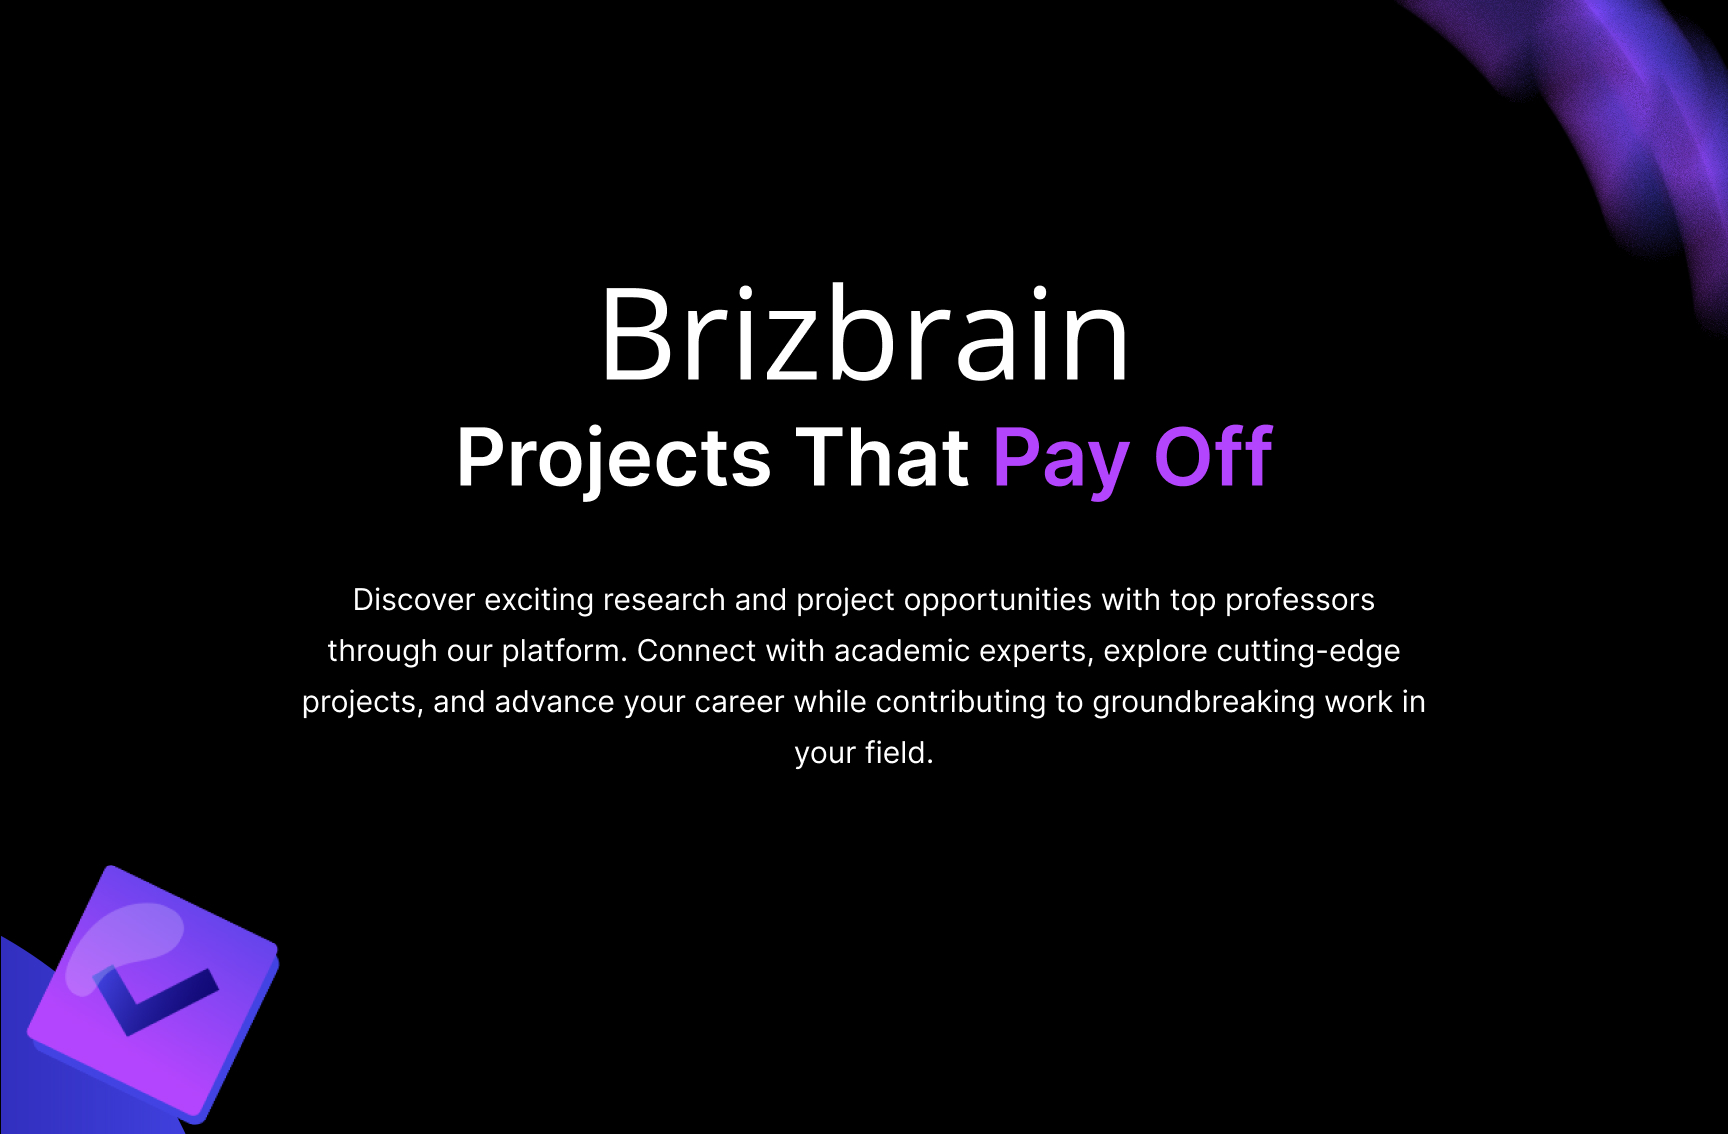 Brizbrain
Projects That Pay Off
Discover exciting research and project opportunities with top professors
through our platform. Connect with academic experts, explore cutting-edge
projects, and advance your career while contributing to groundbreaking work in
your field.